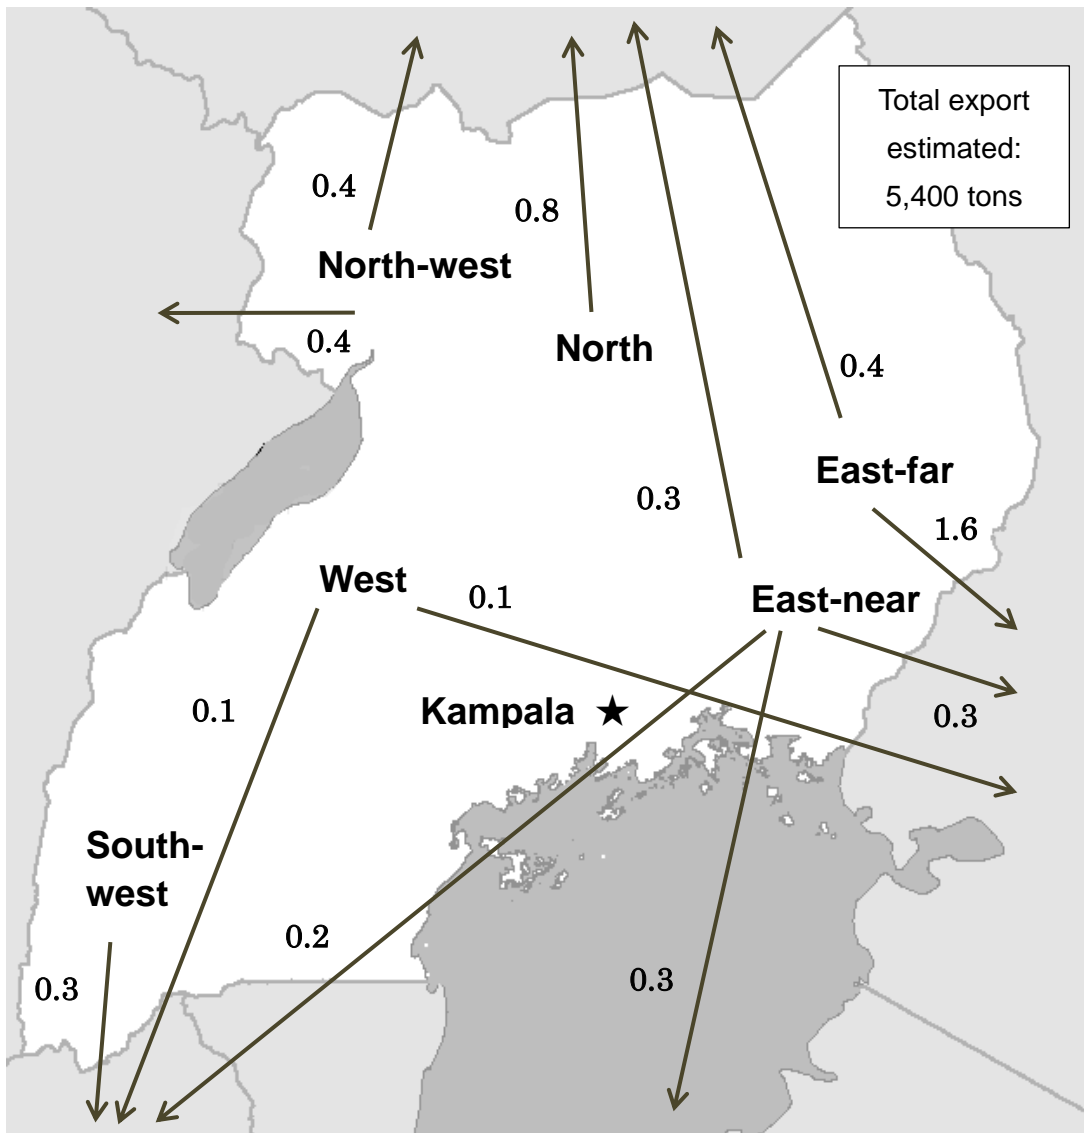 Total export
estimated:
5,400 tons
0.4
0.8
North-west
0.4
North
0.4
East-far
0.3
1.6
West
0.1
East-near
0.1
Kampala
0.3
South-
west
0.2
0.3
0.3